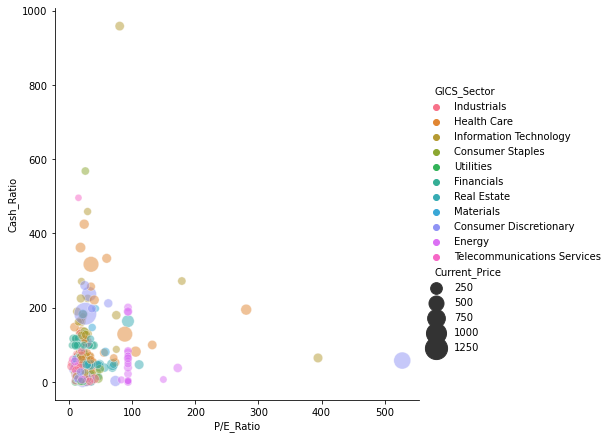 1000
800
600
400
200
0
Cash_Ratio
0
100
200
300
400
500
P/E_Ratio
GICS_Sector
Industrials
Health Care
Information Technology
Consumer Staples
Utilities
Financials
Real Estate
Materials
Consumer Discretionary
Energy
Telecommunications Services
Current_Price
250
500
750
1000
1250